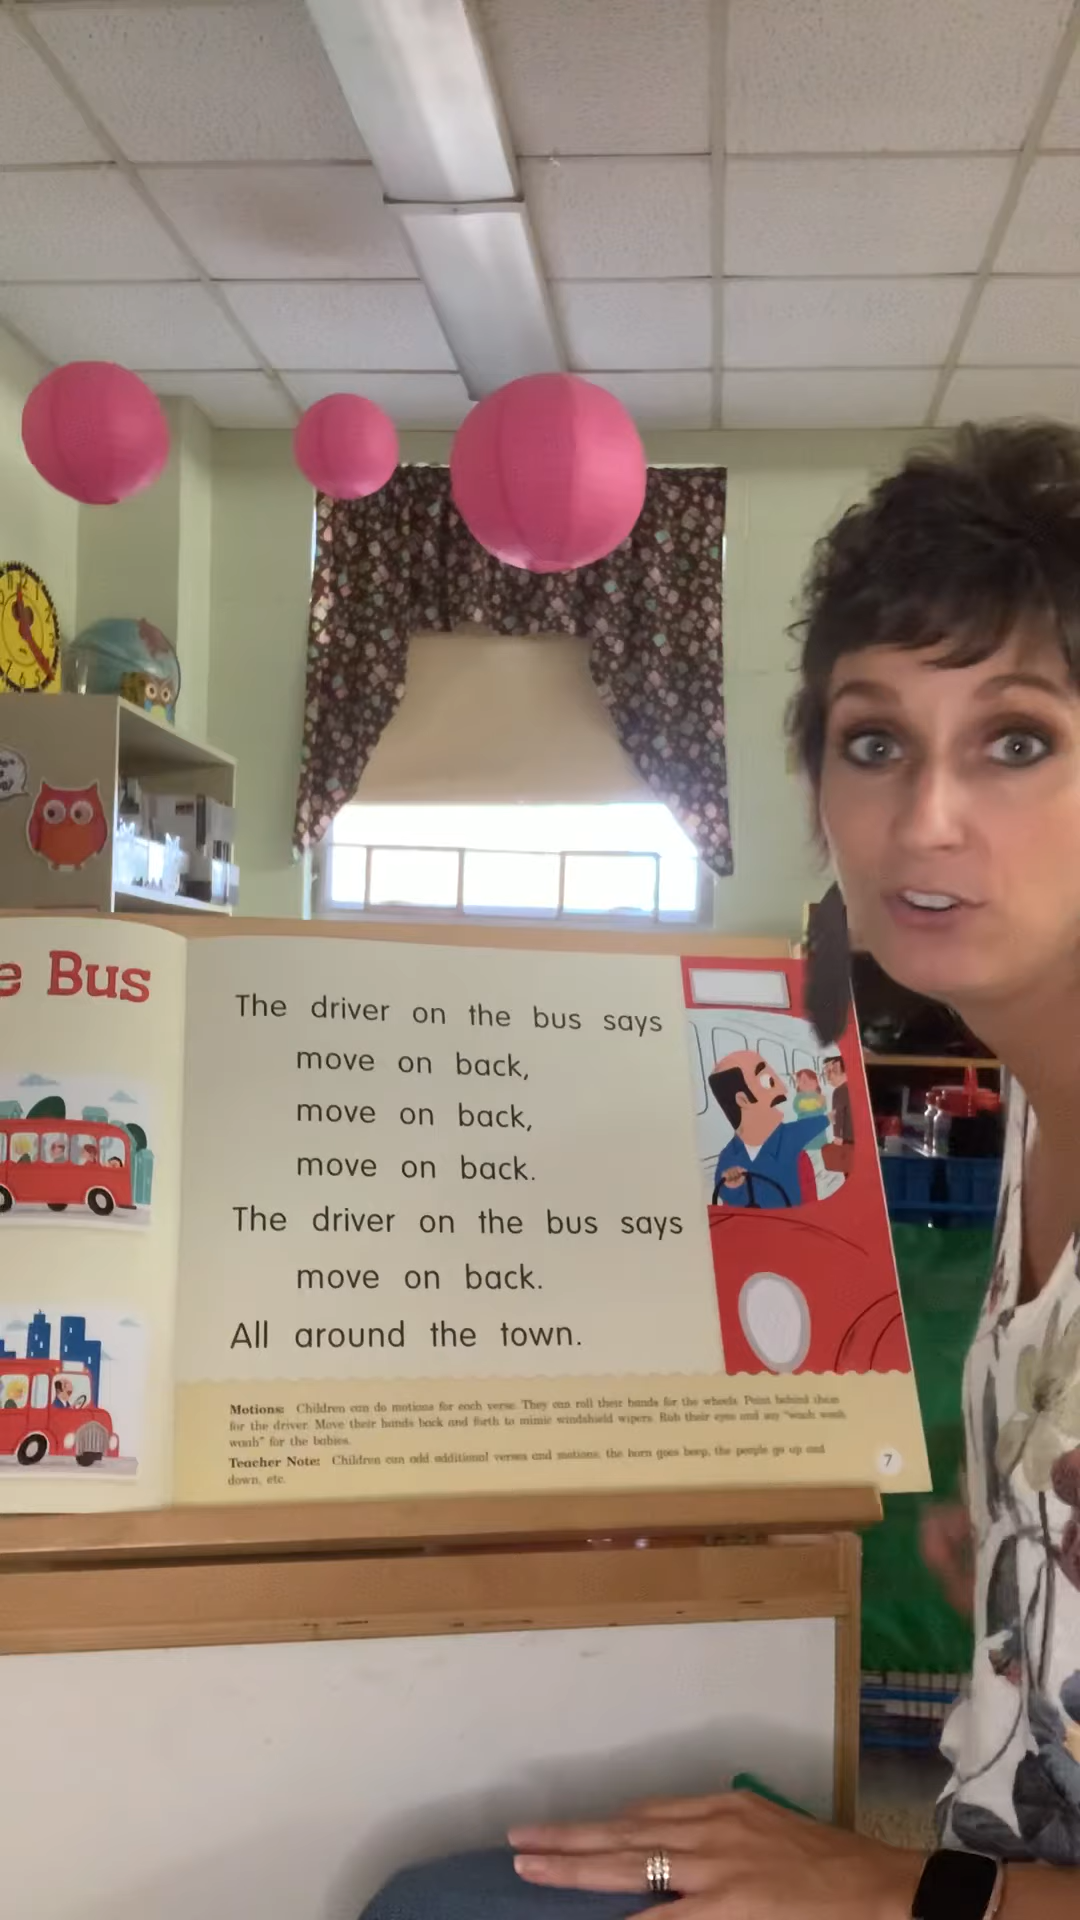 e Bus
The driver on the bus says
move on back,
move on back,
move on back.
The driver on the bus says
move on back.
All around the town.
Motions: Children can do motions for each verse. They can roll their hands for the wheels. Point behind them
for the driver. Move their hands back and forth to mimic windshield wipers. Rub their eyes and say "waah waah
waah" for the babies.
Teacher Note: Children can add additional verses and motions; the horn goes beep, the people go up and
down, etc.
7